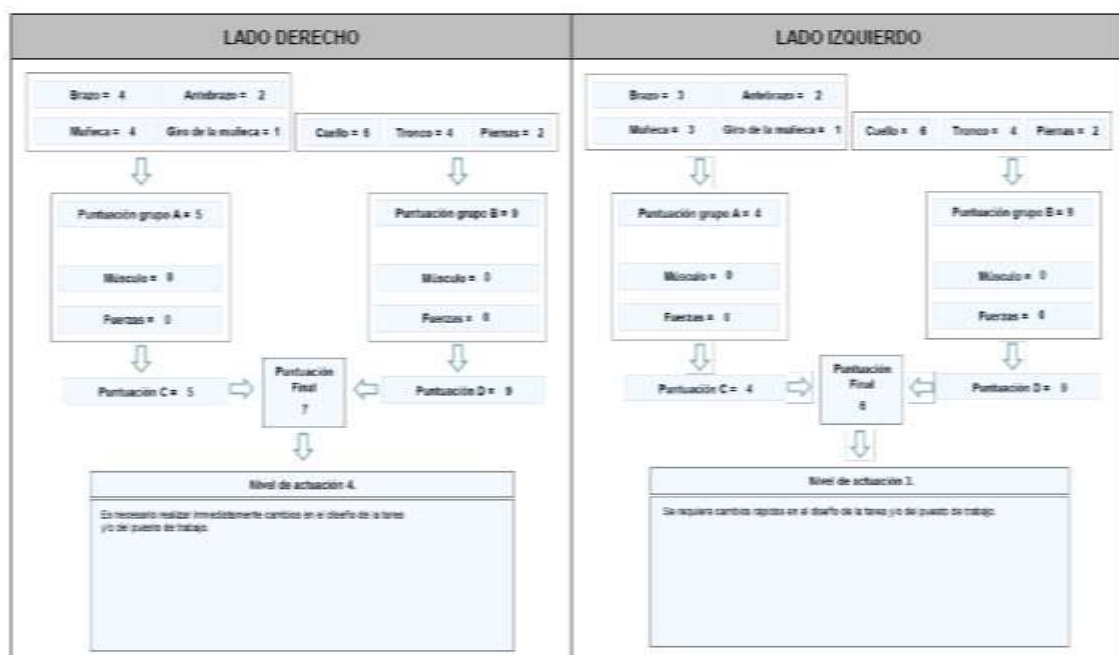 LADO DERECHO
Brazo = 4 Antebrazo = 2
Muñeca = 4 Giro de la muñeca = 1
Cuello = 6 Tronco = 4 Piernas = 2
Puntuación grupo A = 5
Músculo = 0
Fuerzas = 0
Puntuación grupo B = 9
Músculo = 0
Fuerzas = 0
Puntuación C = 5
Puntuación
Final
7
Puntuación D = 9
Nivel de actuación 4.
Es necesario realizar inmediatamente cambios en el diseño de la tarea
y/o del puesto de trabajo.
LADO IZQUIERDO
Brazo = 3 Antebrazo = 2
Muñeca = 3 Giro de la muñeca = 1
Cuello = 6 Tronco = 4 Piernas = 2
Puntuación grupo A = 4
Músculo = 0
Fuerzas = 0
Puntuación grupo B = 9
Músculo = 0
Fuerzas = 0
Puntuación C = 4
Puntuación
Final
6
Puntuación D = 9
Nivel de actuación 3.
Se requiere cambios rápidos en el diseño de la tarea y/o del puesto de trabajo.